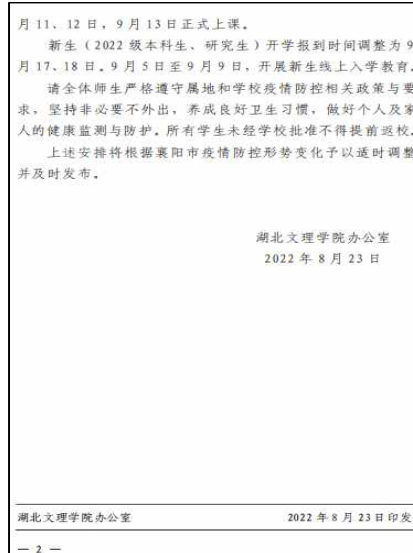 月 11、12 日，9 月 13 日正式上课。
新生（2022 级本科生、研究生）开学报到时间调整为 9
月 17、18 日。9 月 5 日至 9 月 9 日，开展新生线上入学教育。
请全体师生严格遵守属地和学校疫情防控相关政策与要
求，坚持非必要不外出，养成良好卫生习惯，做好个人及家
人的健康监测与防护。所有学生未经学校批准不得提前返校。
上述安排将根据襄阳市疫情防控形势变化予以适时调整
并及时发布。
湖北文理学院办公室
2022 年 8 月 23 日
湖北文理学院办公室 2022 年 8 月 23 日印发
— 2 —